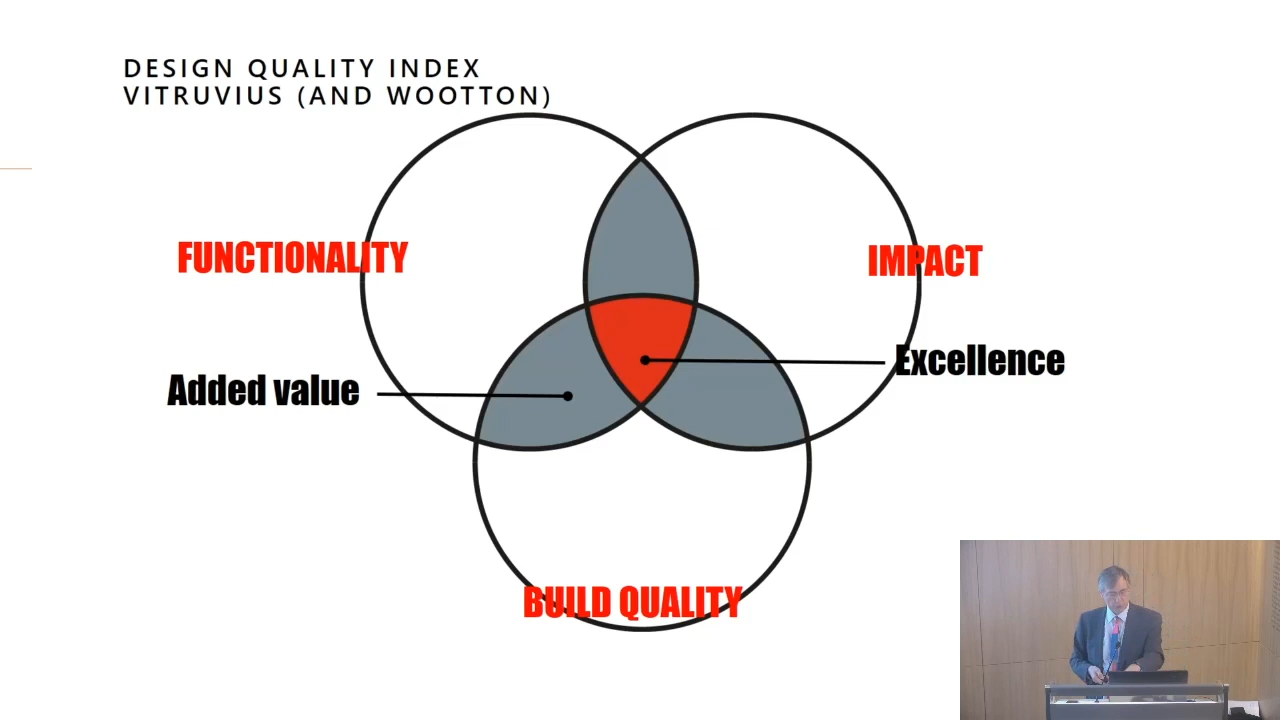 DESIGN QUALITY INDEX
VITRUVIUS (AND WOOTTON)
FUNCTIONALITY
IMPACT
Excellence
Added value
BUILD QUALITY